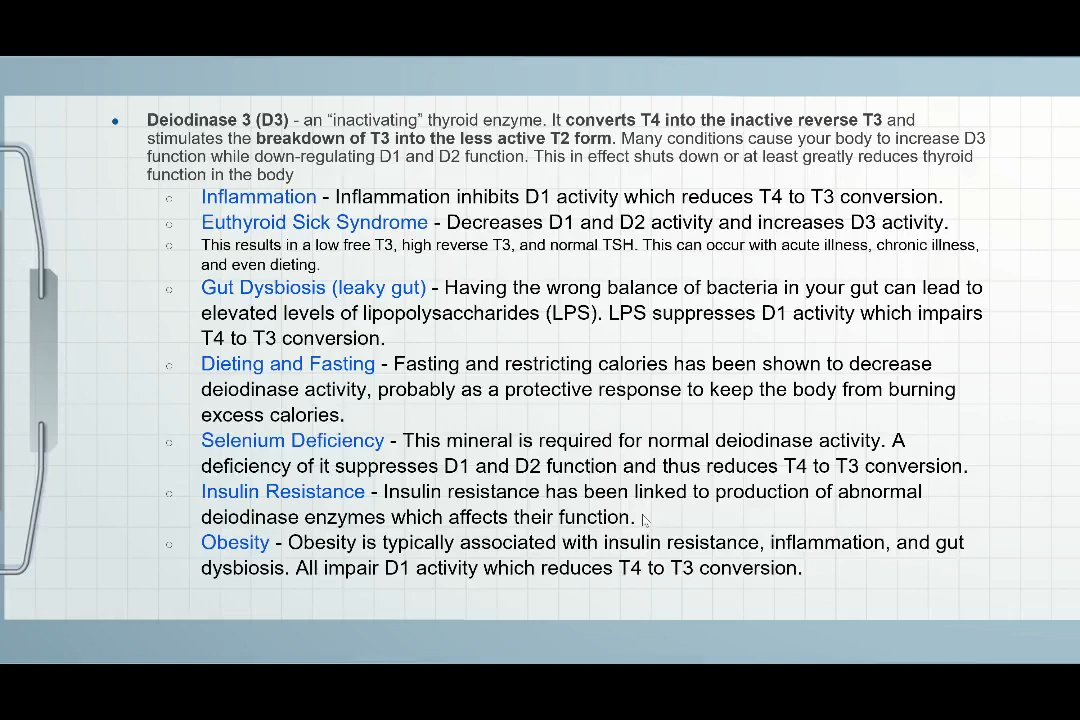 • Deiodinase 3 (D3) - an “inactivating” thyroid enzyme. It converts T4 into the inactive reverse T3 and
stimulates the breakdown of T3 into the less active T2 form. Many conditions cause your body to increase D3
function while down-regulating D1 and D2 function. This in effect shuts down or at least greatly reduces thyroid
function in the body
○ Inflammation - Inflammation inhibits D1 activity which reduces T4 to T3 conversion.
○ Euthyroid Sick Syndrome - Decreases D1 and D2 activity and increases D3 activity.
○ This results in a low free T3, high reverse T3, and normal TSH. This can occur with acute illness, chronic illness,
and even dieting.
○ Gut Dysbiosis (leaky gut) - Having the wrong balance of bacteria in your gut can lead to
elevated levels of lipopolysaccharides (LPS). LPS suppresses D1 activity which impairs
T4 to T3 conversion.
○ Dieting and Fasting - Fasting and restricting calories has been shown to decrease
deiodinase activity, probably as a protective response to keep the body from burning
excess calories.
○ Selenium Deficiency - This mineral is required for normal deiodinase activity. A
deficiency of it suppresses D1 and D2 function and thus reduces T4 to T3 conversion.
○ Insulin Resistance - Insulin resistance has been linked to production of abnormal
deiodinase enzymes which affects their function.
○ Obesity - Obesity is typically associated with insulin resistance, inflammation, and gut
dysbiosis. All impair D1 activity which reduces T4 to T3 conversion.